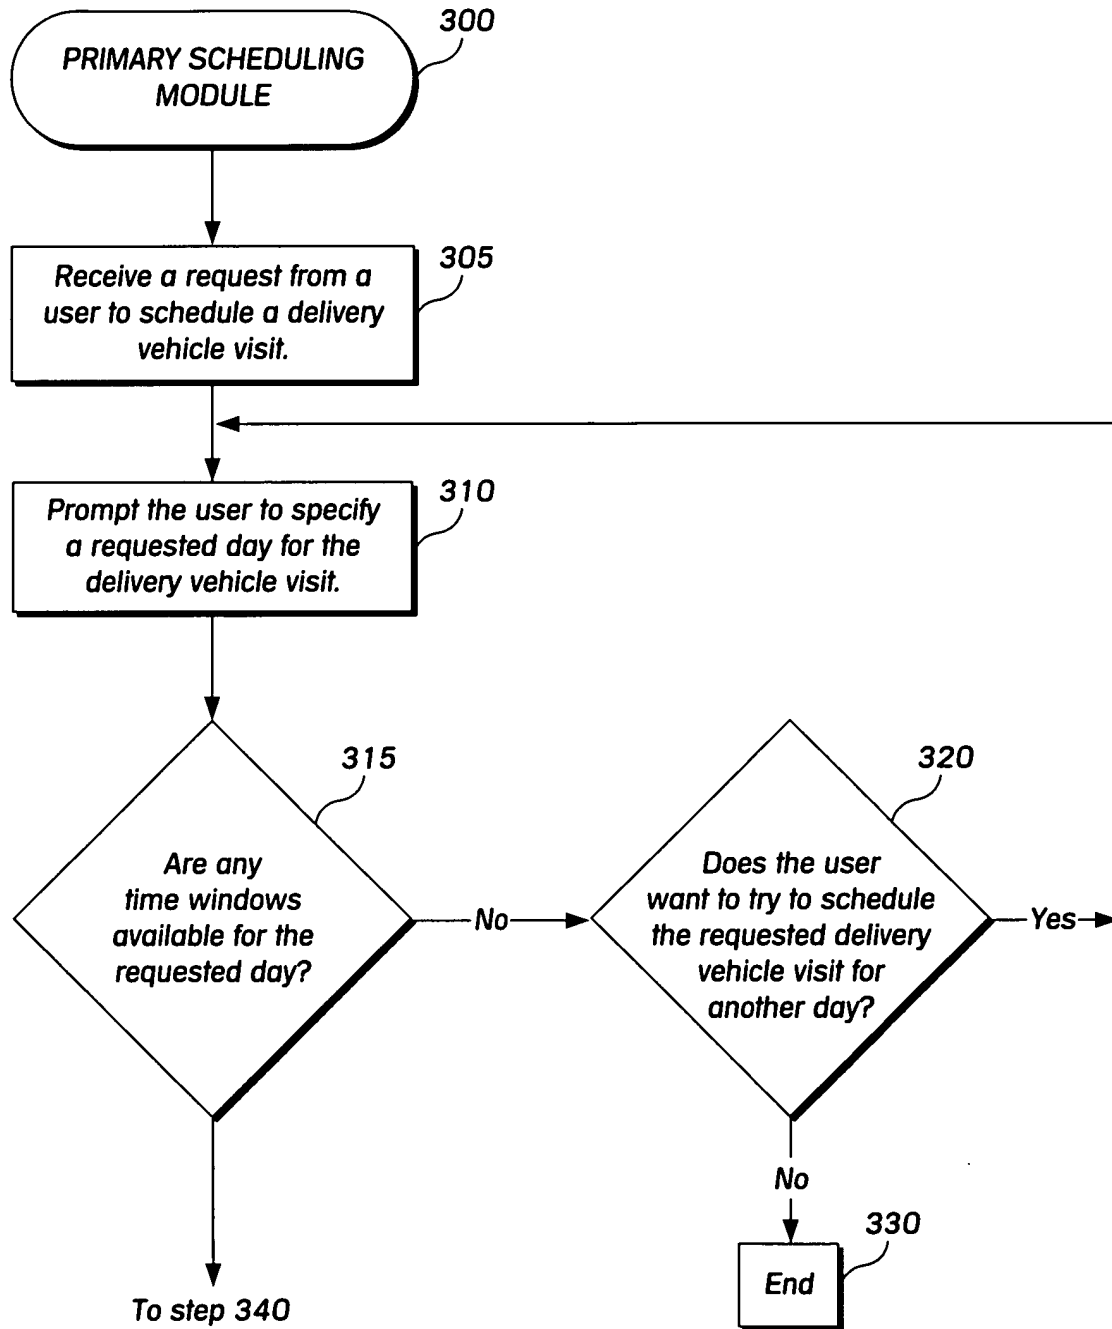 300
PRIMARY SCHEDULING
MODULE
305
Receive a request from a
user to schedule a delivery
vehicle visit.
310
Prompt the user to specify
a requested day for the
delivery vehicle visit.
315
Are any
time windows
available for the
requested day?
No
320
Does the user
want to try to schedule
the requested delivery
vehicle visit for
another day?
Yes
No
330
End
To step 340